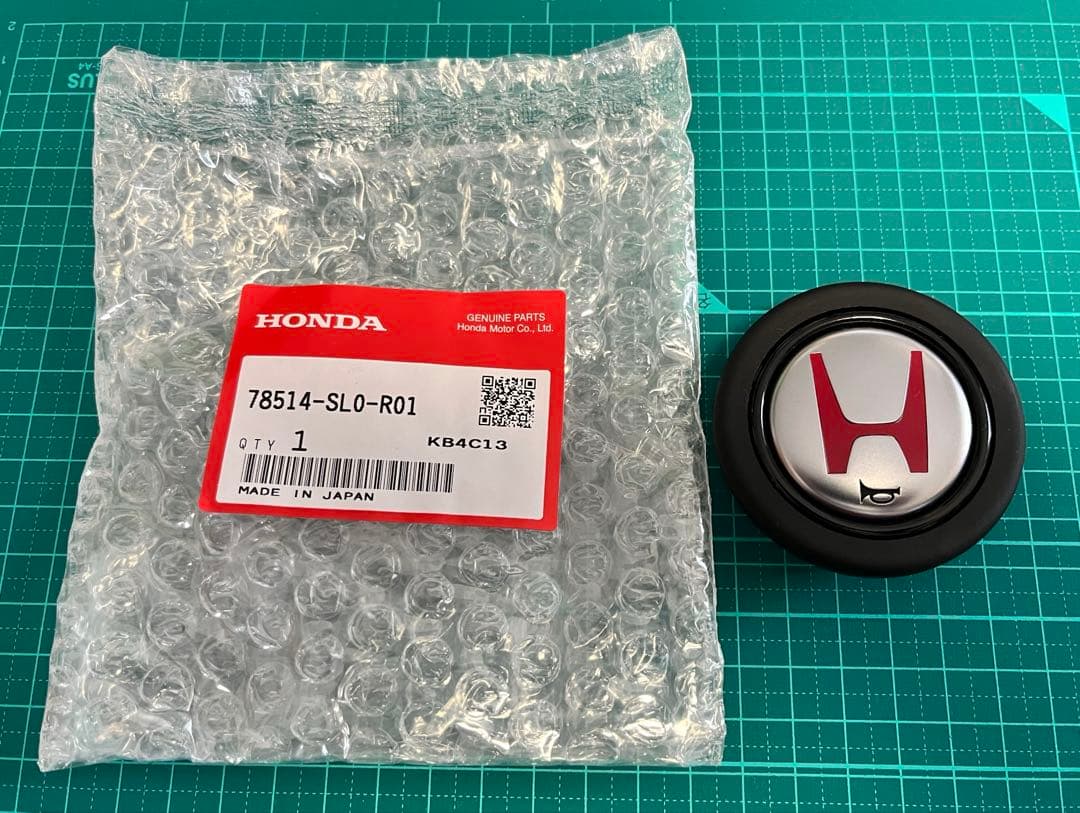 HONDA
GENUINE PARTS
Honda Motor Co., Ltd.
78514-SL0-R01
QTY 1
KB4C13
MADE IN JAPAN